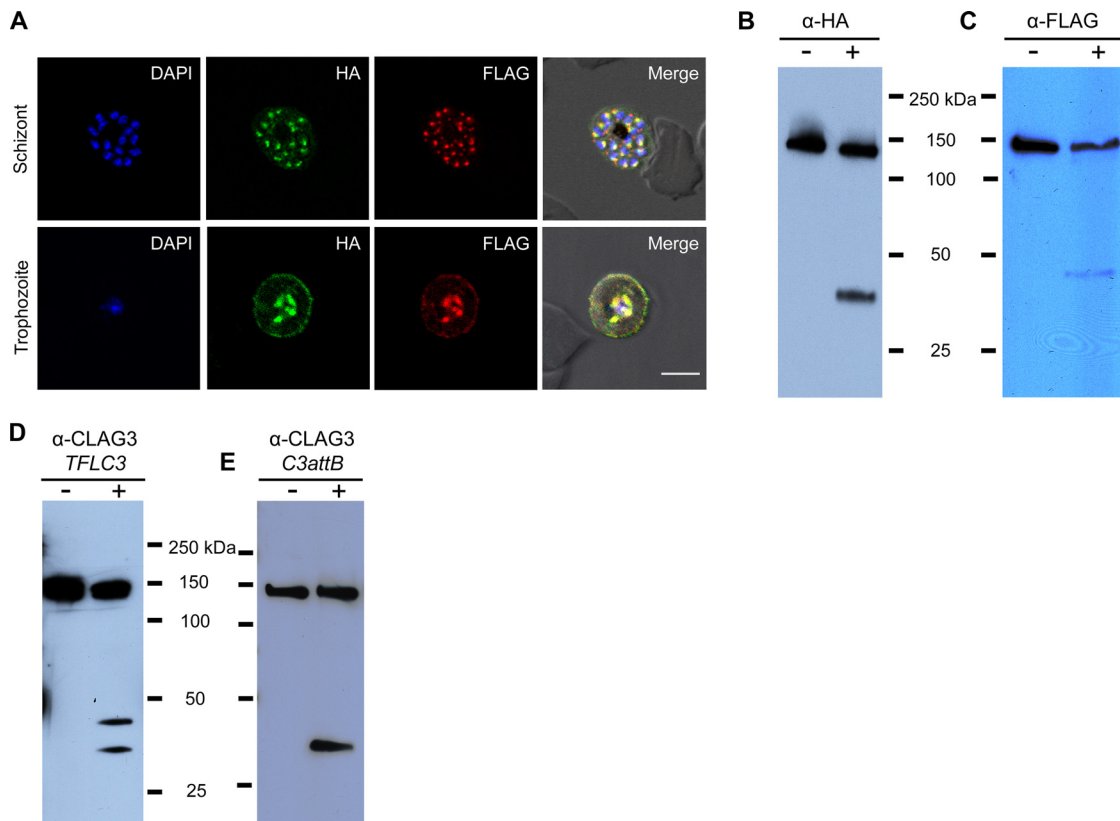 A
DAPI HA FLAG Merge
Schizont
DAPI HA FLAG Merge
Trophozoite
B
α-HA
- +
C
α-FLAG
- +
250 kDa
150
100
50
25
D
α-CLAG3
TFLC3
- +
E
α-CLAG3
C3attB
- +
250 kDa
150
100
50
25